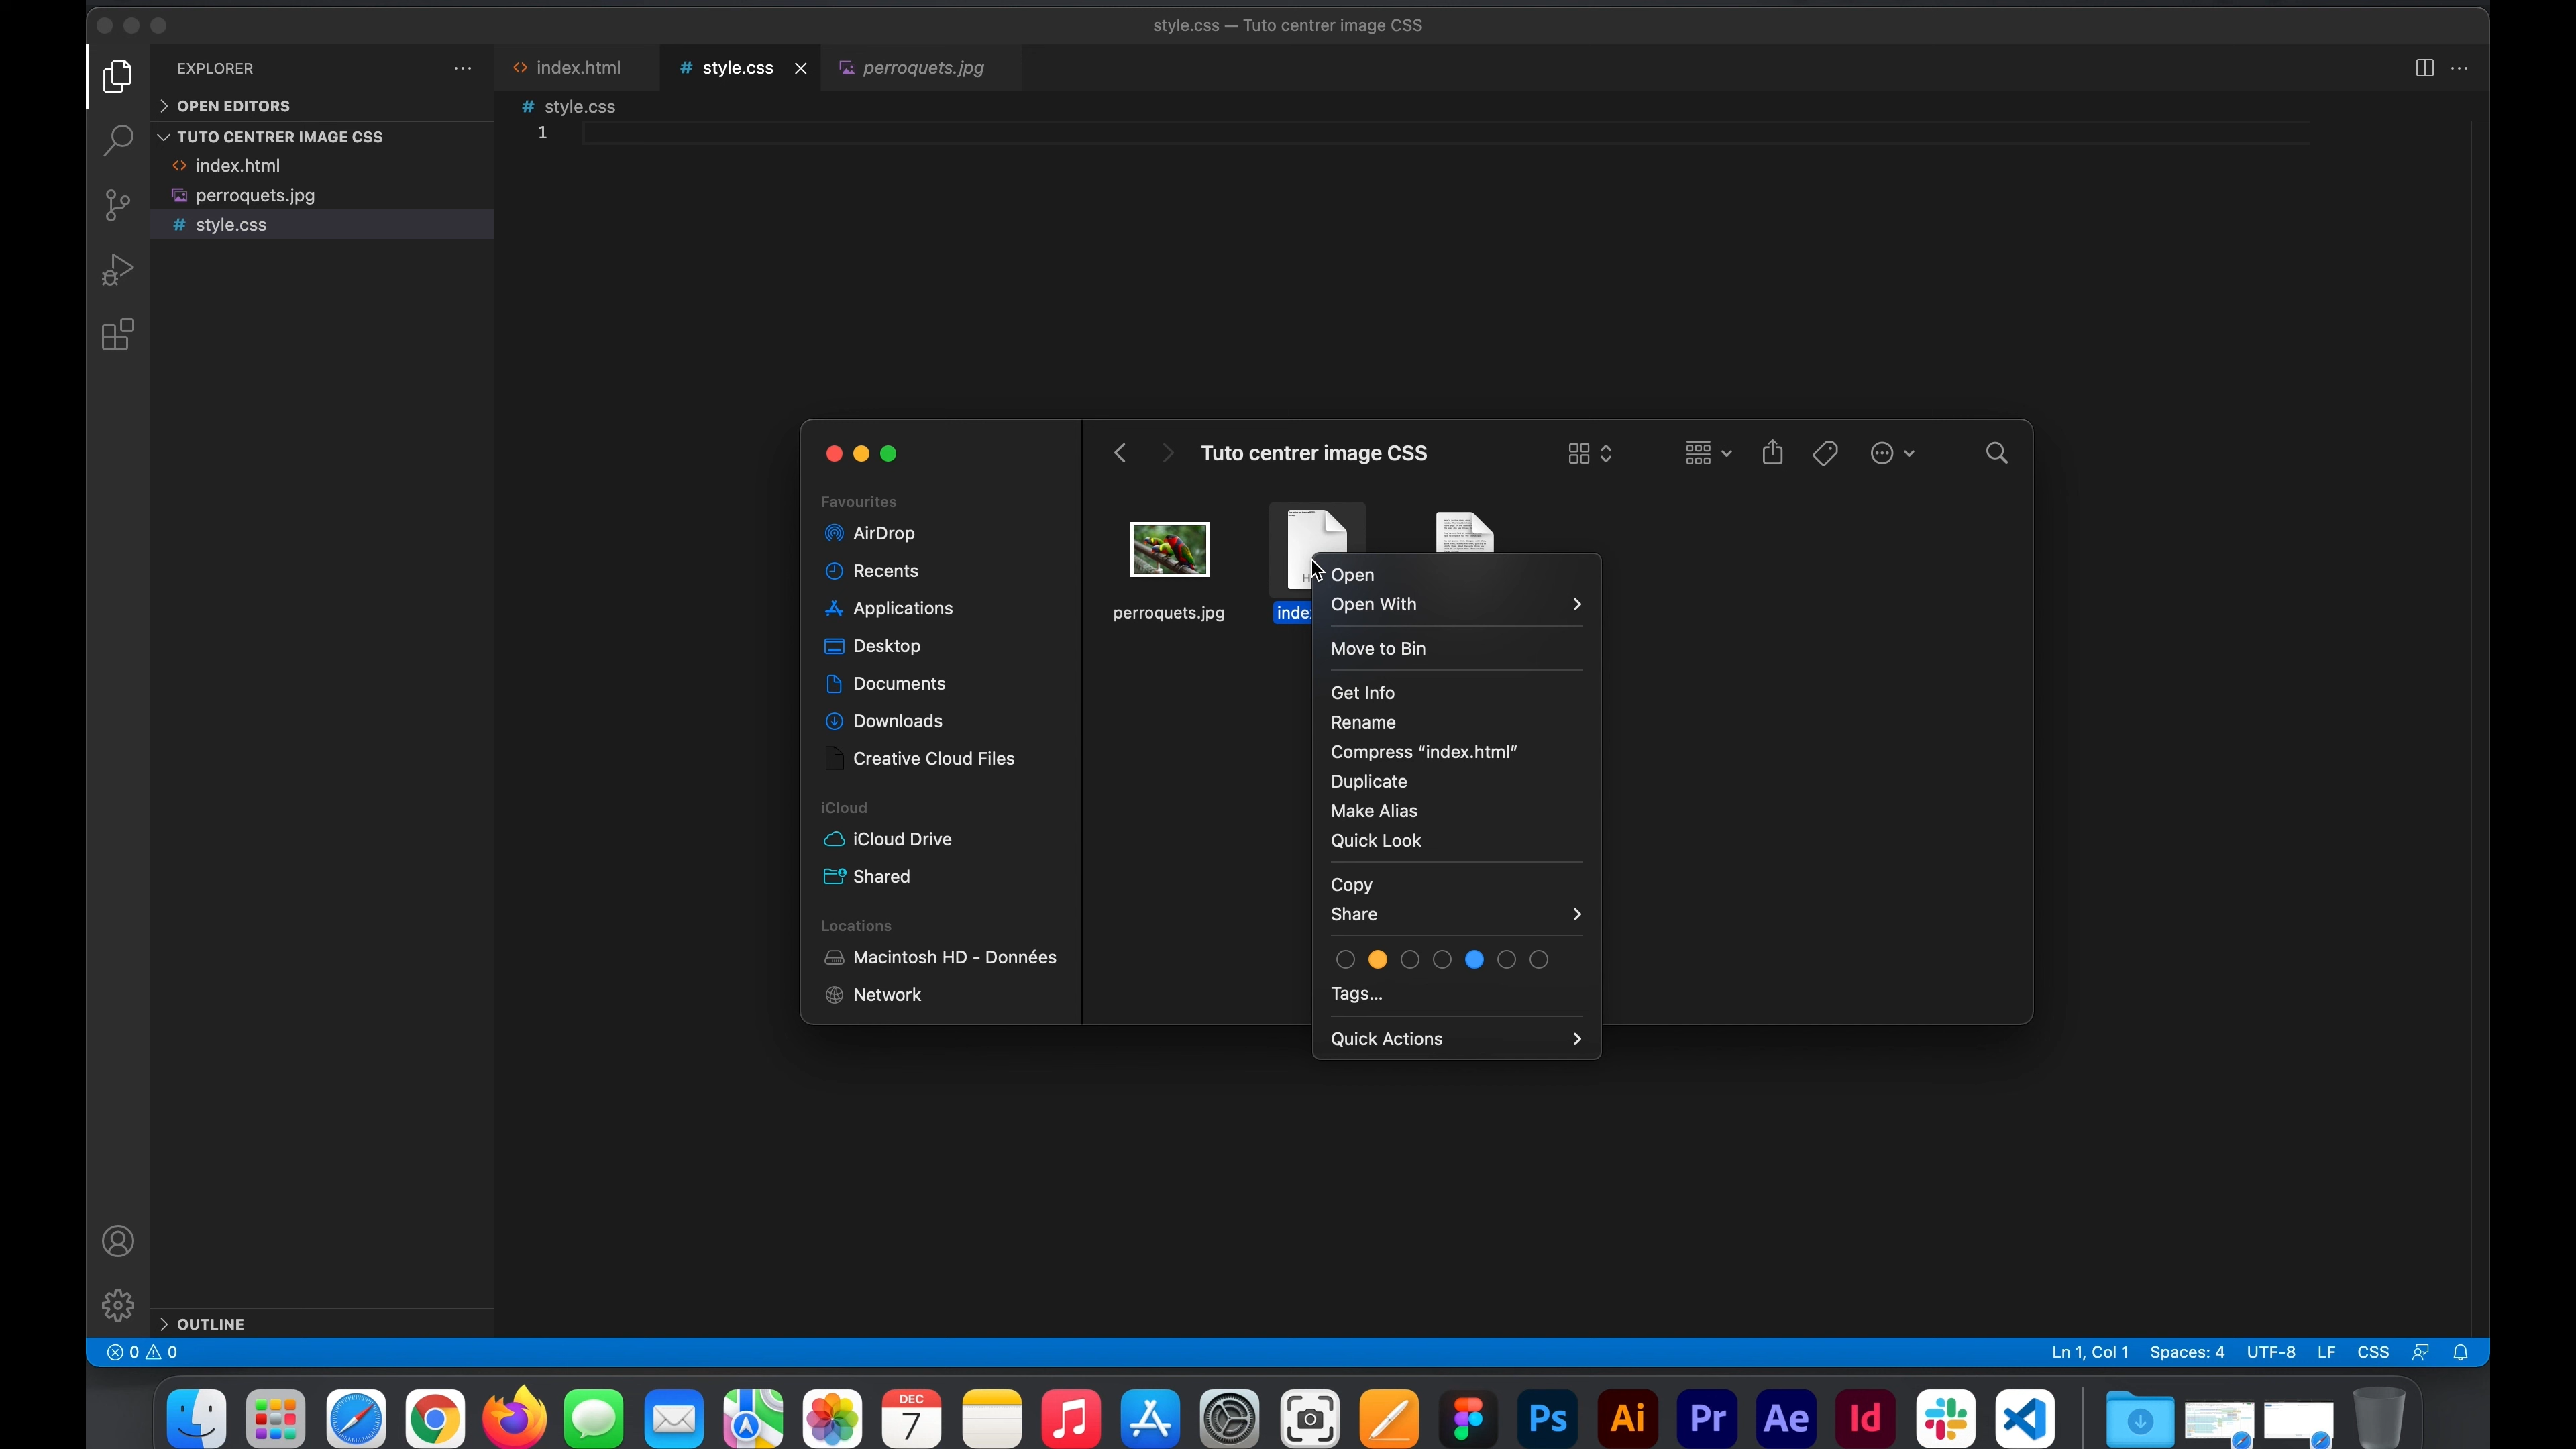 style.css — Tuto centrer image CSS
EXPLORER
index.html
# style.css
perroquets.jpg
OPEN EDITORS
# style.css
1
TUTO CENTRER IMAGE CSS
index.html
perroquets.jpg
# style.css
Tuto centrer image CSS
Favourites
AirDrop
Recents
Applications
Desktop
Documents
Downloads
Creative Cloud Files
iCloud
iCloud Drive
Shared
Locations
Macintosh HD - Données
Network
perroquets.jpg
Open
Open With
Move to Bin
Get Info
Rename
Compress “index.html”
Duplicate
Make Alias
Quick Look
Copy
Share
Tags...
Quick Actions
OUTLINE
0 0
Ln 1, Col 1 Spaces: 4 UTF-8 LF CSS
DEC
7
Ps
Ai
Pr
Ae
Id